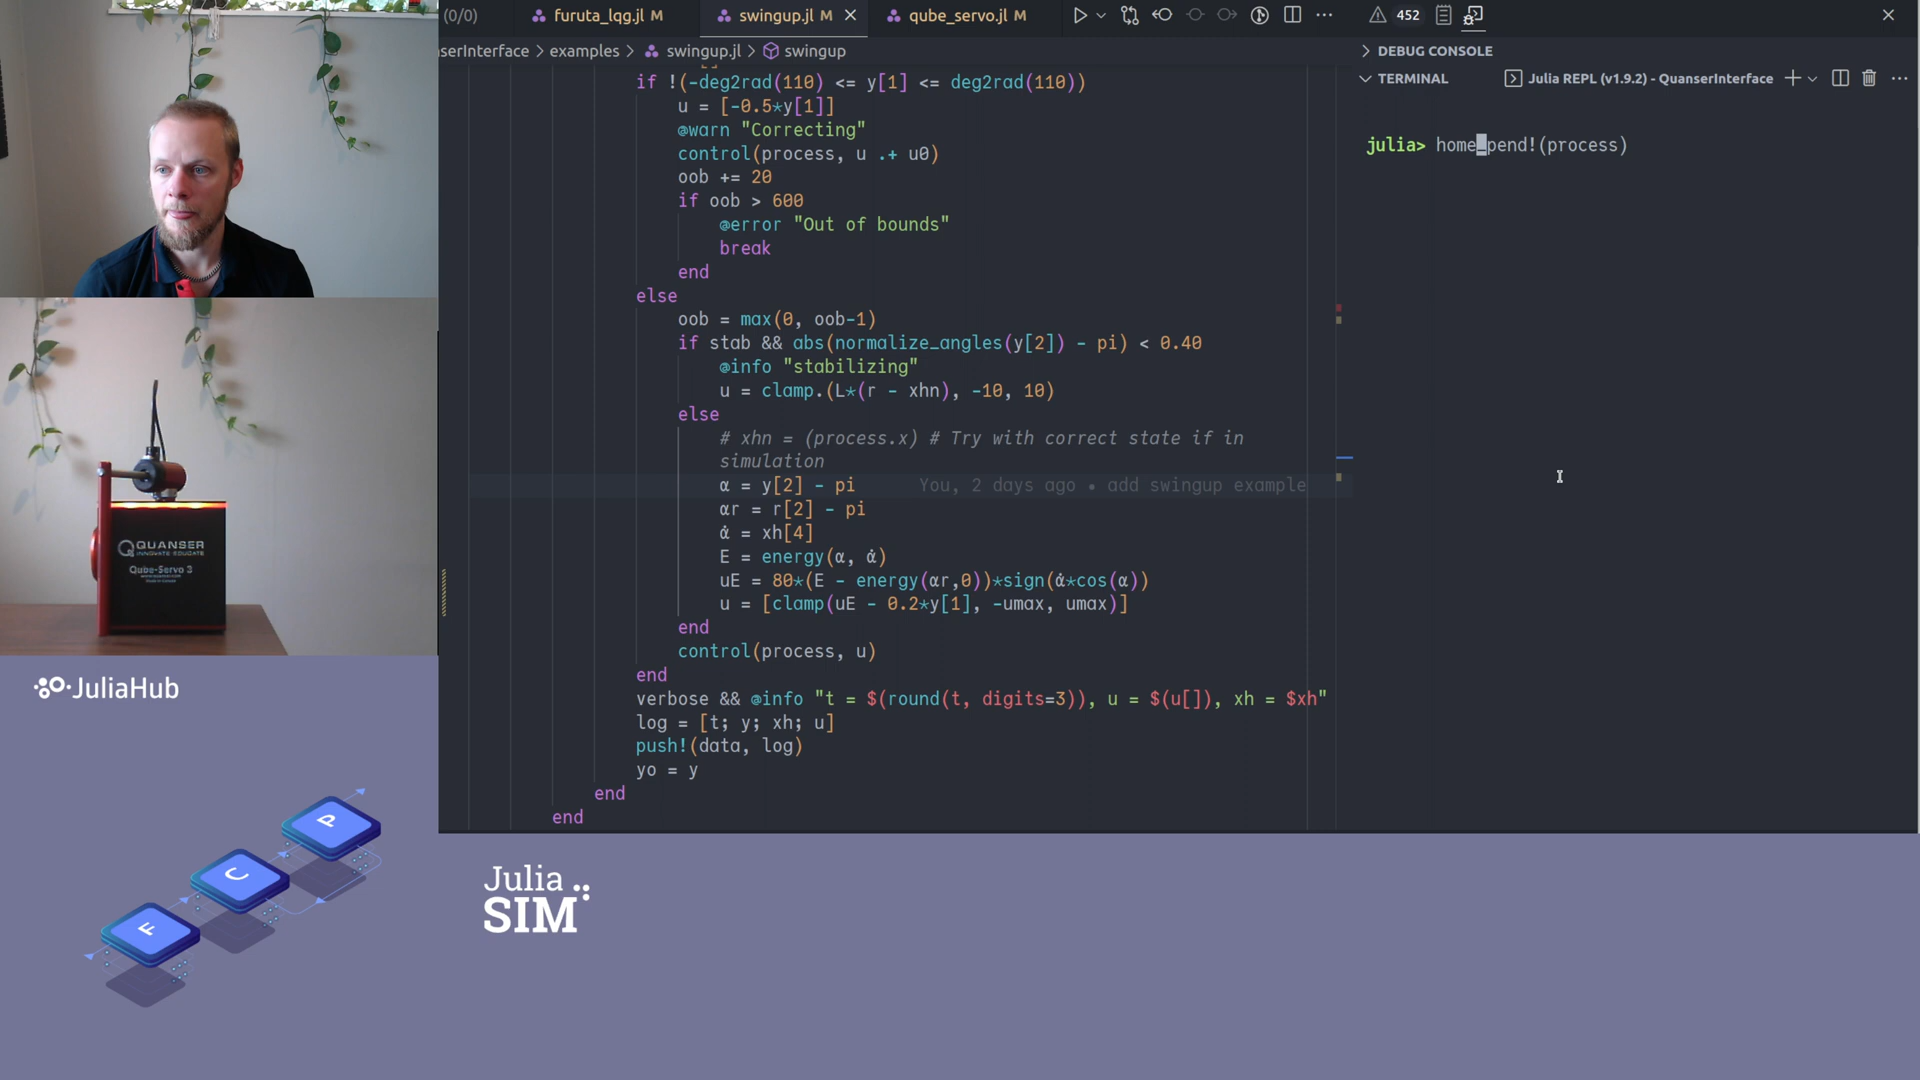 (0/0)
furuta_lqg.jl M
swingup.jl M
qube_servo.jl M
452
nserInterface > examples > swingup.jl > swingup
DEBUG CONSOLE
TERMINAL
Julia REPL (v1.9.2) - QuanserInterface
julia> home_pend!(process)
if !(-deg2rad(110) <= y[1] <= deg2rad(110))
u = [-0.5*y[1]]
@warn "Correcting"
control(process, u .+ u0)
oob += 20
if oob > 600
@error "Out of bounds"
break
end
else
oob = max(0, oob-1)
if stab && abs(normalize_angles(y[2]) - pi) < 0.40
@info "stabilizing"
u = clamp.(L*(r - xhn), -10, 10)
else
# xhn = (process.x) # Try with correct state if in
simulation
α = y[2] - pi
You, 2 days ago • add swingup example
αr = r[2] - pi
α̇ = xh[4]
E = energy(α, α̇)
uE = 80*(E - energy(αr,0))*sign(α̇*cos(α))
u = [clamp(uE - 0.2*y[1], -umax, umax)]
end
control(process, u)
end
verbose && @info "t = $(round(t, digits=3)), u = $(u[]), xh = $xh"
log = [t; y; xh; u]
push!(data, log)
yo = y
end
end
QUANSER
INNOVATE EDUCATE
Qube-Servo 3
JuliaHub
P
C
F
Julia
SIM